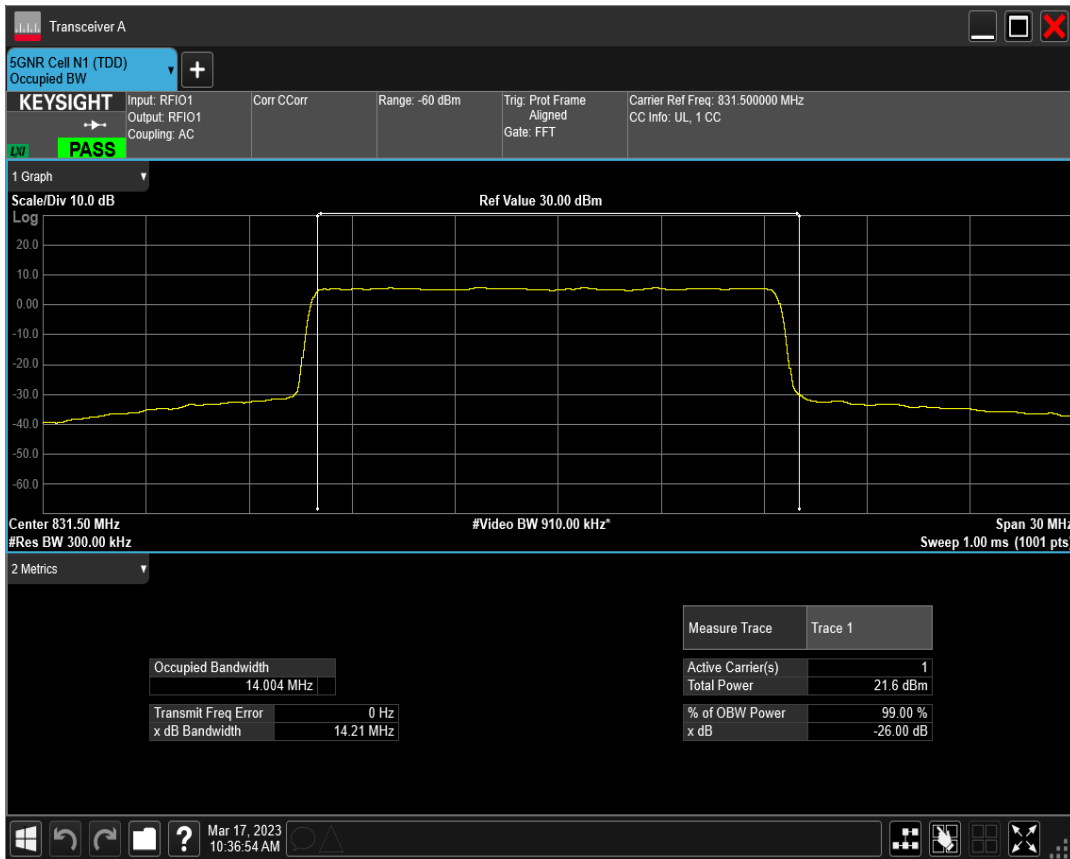 Transceiver A
5GNR Cell N1 (TDD)
Occupied BW
+
KEYSIGHT
LXI
PASS
Input: RFIO1
Output: RFIO1
Coupling: AC
Corr CCorr
Range: -60 dBm
Trig: Prot Frame
Aligned
Gate: FFT
Carrier Ref Freq: 831.500000 MHz
CC Info: UL, 1 CC
1 Graph
Scale/Div 10.0 dB
Ref Value 30.00 dBm
Log
20.0
10.0
0.00
-10.0
-20.0
-30.0
-40.0
-50.0
-60.0
Center 831.50 MHz
#Video BW 910.00 kHz*
Span 30 MHz
#Res BW 300.00 kHz
Sweep 1.00 ms (1001 pts)
2 Metrics
Measure Trace Trace 1
Occupied Bandwidth
14.004 MHz
Transmit Freq Error 0 Hz
x dB Bandwidth 14.21 MHz
Active Carrier(s) 1
Total Power 21.6 dBm
% of OBW Power 99.00 %
x dB -26.00 dB
?
Mar 17, 2023
10:36:54 AM